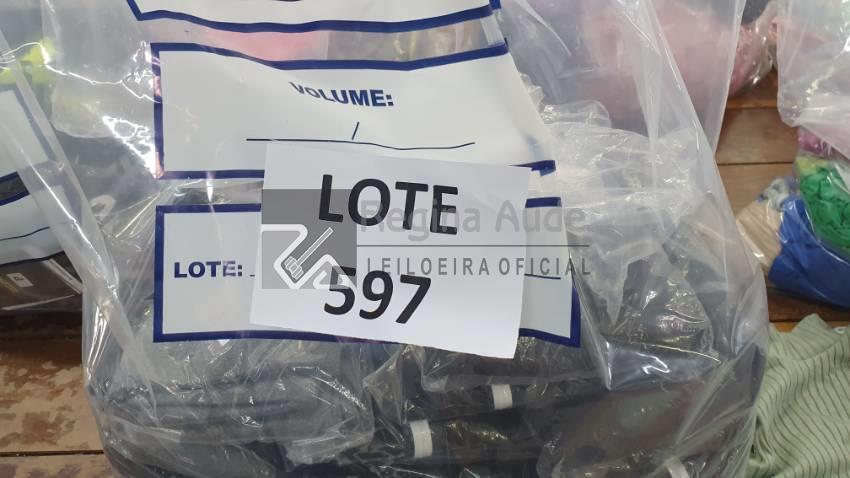 VOLUME:
/
LOTE
Regina Aude
LOTE:
LEILOEIRA OFICIAL
597